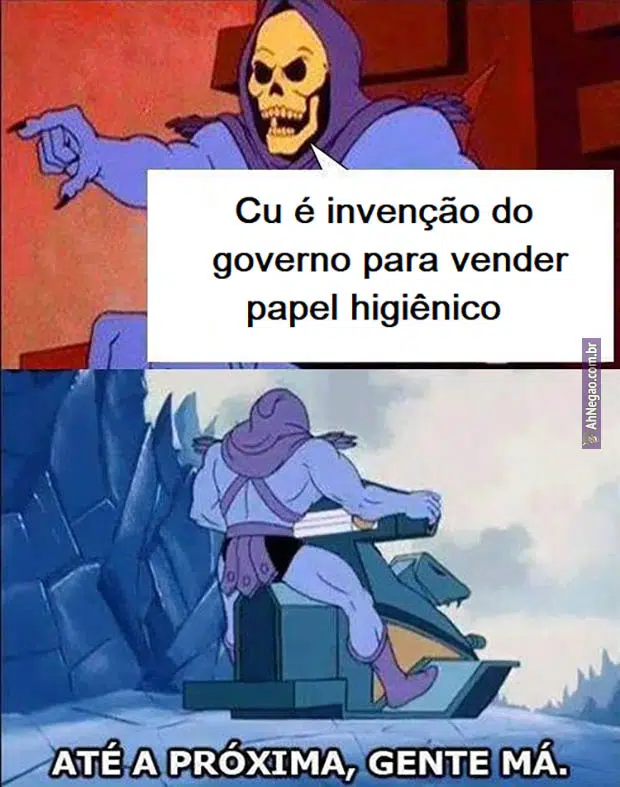 Cu é invenção do
governo para vender
papel higiênico
AhNegao.com.br
ATÉ A PRÓXIMA, GENTE MÁ.